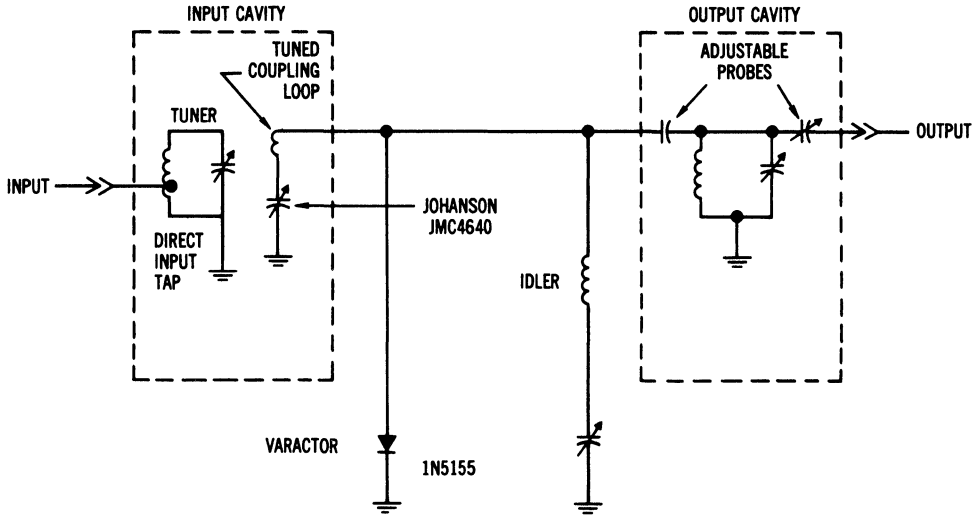 INPUT CAVITY
OUTPUT CAVITY
TUNED
COUPLING
LOOP
ADJUSTABLE
PROBES
TUNER
INPUT
OUTPUT
JOHANSON
JMC4640
DIRECT
INPUT
TAP
IDLER
VARACTOR
1N5155